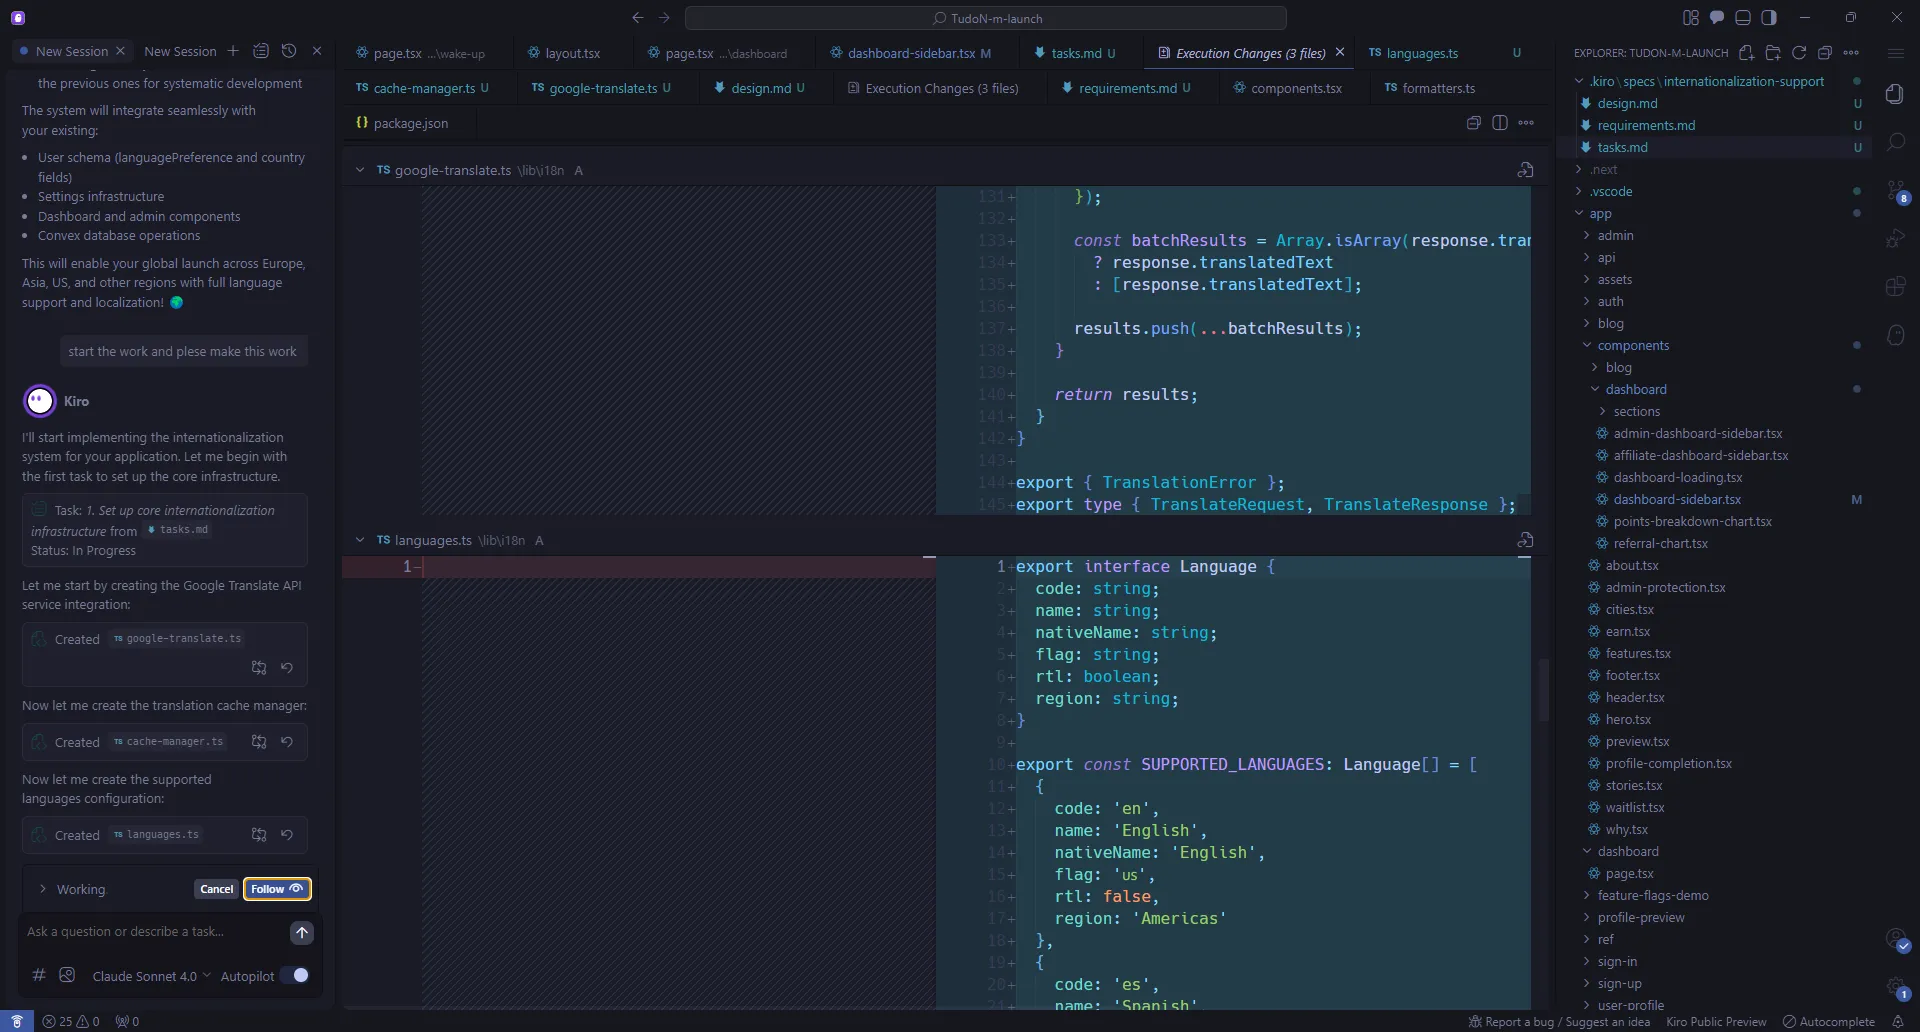 TudoN-m-launch
New Session
New Session
the previous ones for systematic development
The system will integrate seamlessly with
your existing:
User schema (languagePreference and country
fields)
Settings infrastructure
Dashboard and admin components
Convex database operations
This will enable your global launch across Europe,
Asia, US, and other regions with full language
support and localization! 🌍
start the work and plese make this work
Kiro
I'll start implementing the internationalization
system for your application. Let me begin with
the first task to set up the core infrastructure.
Task: 1. Set up core internationalization
infrastructure from tasks.md
Status: In Progress
Let me start by creating the Google Translate API
service integration:
Created TS google-translate.ts
Now let me create the translation cache manager:
Created TS cache-manager.ts
Now let me create the supported
languages configuration:
Created TS languages.ts
Working
Cancel
Follow
Ask a question or describe a task...
# Claude Sonnet 4.0 Autopilot
page.tsx ...\wake-up
layout.tsx
page.tsx ...\dashboard
dashboard-sidebar.tsx M
tasks.md U
Execution Changes (3 files)
TS languages.ts U
TS cache-manager.ts U
TS google-translate.ts U
design.md U
Execution Changes (3 files)
requirements.md U
components.tsx
TS formatters.ts
{} package.json
TS google-translate.ts \lib\i18n A
131+ });
132+
133+ const batchResults = Array.isArray(response.tran
134+ ? response.translatedText
135+ : [response.translatedText];
136+
137+ results.push(...batchResults);
138+ }
139+
140+ return results;
141+ }
142+ }
143+
144+ export { TranslationError };
145+ export type { TranslateRequest, TranslateResponse };
TS languages.ts \lib\i18n A
1-
1+ export interface Language {
2+ code: string;
3+ name: string;
4+ nativeName: string;
5+ flag: string;
6+ rtl: boolean;
7+ region: string;
8+ }
9+
10+ export const SUPPORTED_LANGUAGES: Language[] = [
11+ {
12+ code: 'en',
13+ name: 'English',
14+ nativeName: 'English',
15+ flag: '🇺🇸',
16+ rtl: false,
17+ region: 'Americas'
18+ },
19+ {
20+ code: 'es',
21+ name: 'Spanish'
EXPLORER: TUDON-M-LAUNCH
.kiro \ specs \ internationalization-support
design.md U
requirements.md U
tasks.md U
.next
.vscode
app
admin
api
assets
auth
blog
components
blog
dashboard
sections
admin-dashboard-sidebar.tsx
affiliate-dashboard-sidebar.tsx
dashboard-loading.tsx
dashboard-sidebar.tsx M
points-breakdown-chart.tsx
referral-chart.tsx
about.tsx
admin-protection.tsx
cities.tsx
earn.tsx
features.tsx
footer.tsx
header.tsx
hero.tsx
preview.tsx
profile-completion.tsx
stories.tsx
waitlist.tsx
why.tsx
dashboard
page.tsx
feature-flags-demo
profile-preview
ref
sign-in
sign-up
user-profile
8
1
25 0 0
Report a bug / Suggest an idea
Kiro Public Preview
Autocomplete